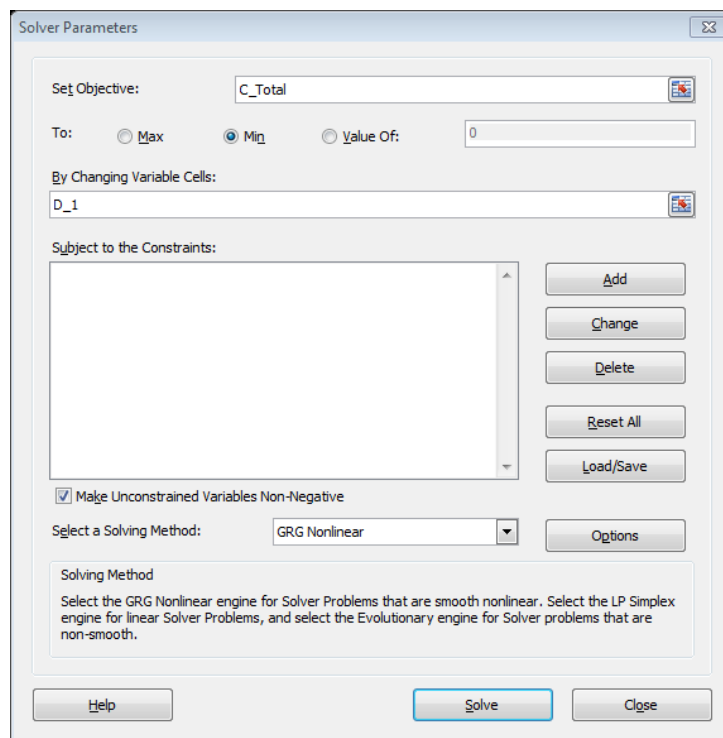 Solver Parameters
Set Objective: C_Total
To: Max Min Value Of: 0
By Changing Variable Cells:
D_1
Subject to the Constraints:
Add
Change
Delete
Reset All
Load/Save
Make Unconstrained Variables Non-Negative
Select a Solving Method: GRG Nonlinear Options
Solving Method
Select the GRG Nonlinear engine for Solver Problems that are smooth nonlinear. Select the LP Simplex
engine for linear Solver Problems, and select the Evolutionary engine for Solver problems that are
non-smooth.
Help Solve Close